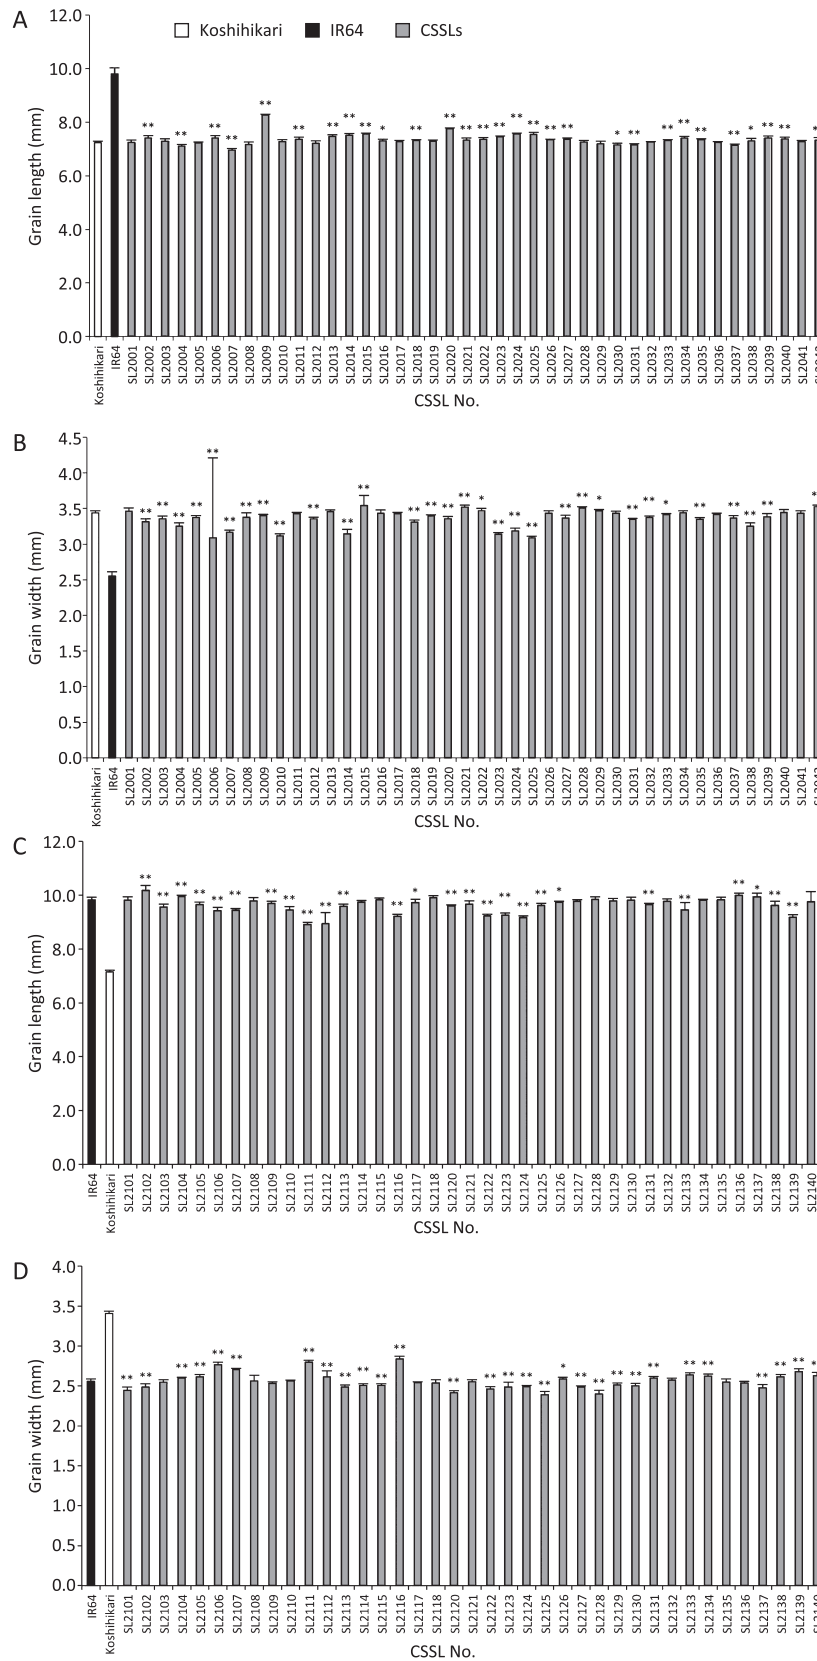 A
Koshihikari IR64 CSSLs
12.0
10.0
8.0
6.0
4.0
2.0
0.0
Grain length (mm)
** ** ** ** ** ** ** ** ** * ** ** ** ** ** ** ** ** ** * ** ** ** ** ** * ** **
Koshihikari IR64 SL2001 SL2002 SL2003 SL2004 SL2005 SL2006 SL2007 SL2008 SL2009 SL2010 SL2011 SL2012 SL2013 SL2014 SL2015 SL2016 SL2017 SL2018 SL2019 SL2020 SL2021 SL2022 SL2023 SL2024 SL2025 SL2026 SL2027 SL2028 SL2029 SL2030 SL2031 SL2032 SL2033 SL2034 SL2035 SL2036 SL2037 SL2038 SL2039 SL2040 SL2041
CSSL No.
B
4.5
4.0
3.5
3.0
2.5
2.0
1.5
1.0
0.5
0.0
Grain width (mm)
** ** ** ** ** ** ** ** ** ** ** ** ** ** ** ** * ** ** ** ** ** * ** ** * ** ** ** **
Koshihikari IR64 SL2001 SL2002 SL2003 SL2004 SL2005 SL2006 SL2007 SL2008 SL2009 SL2010 SL2011 SL2012 SL2013 SL2014 SL2015 SL2016 SL2017 SL2018 SL2019 SL2020 SL2021 SL2022 SL2023 SL2024 SL2025 SL2026 SL2027 SL2028 SL2029 SL2030 SL2031 SL2032 SL2033 SL2034 SL2035 SL2036 SL2037 SL2038 SL2039 SL2040 SL2041
CSSL No.
C
12.0
10.0
8.0
6.0
4.0
2.0
0.0
Grain length (mm)
** ** ** ** ** ** ** ** ** ** ** ** * ** ** ** ** ** ** * ** ** ** * ** **
IR64 Koshihikari SL2101 SL2102 SL2103 SL2104 SL2105 SL2106 SL2107 SL2108 SL2109 SL2110 SL2111 SL2112 SL2113 SL2114 SL2115 SL2116 SL2117 SL2118 SL2120 SL2121 SL2122 SL2123 SL2124 SL2125 SL2126 SL2127 SL2128 SL2129 SL2130 SL2131 SL2132 SL2133 SL2134 SL2135 SL2136 SL2137 SL2138 SL2139 SL2140
CSSL No.
D
4.0
3.5
3.0
2.5
2.0
1.5
1.0
0.5
0.0
Grain width (mm)
** ** ** ** ** ** ** ** ** ** ** ** ** ** ** ** ** * ** ** ** ** ** ** ** ** ** **
IR64 Koshihikari SL2101 SL2102 SL2103 SL2104 SL2105 SL2106 SL2107 SL2108 SL2109 SL2110 SL2111 SL2112 SL2113 SL2114 SL2115 SL2116 SL2117 SL2118 SL2120 SL2121 SL2122 SL2123 SL2124 SL2125 SL2126 SL2127 SL2128 SL2129 SL2130 SL2131 SL2132 SL2133 SL2134 SL2135 SL2136 SL2137 SL2138 SL2139
CSSL No.